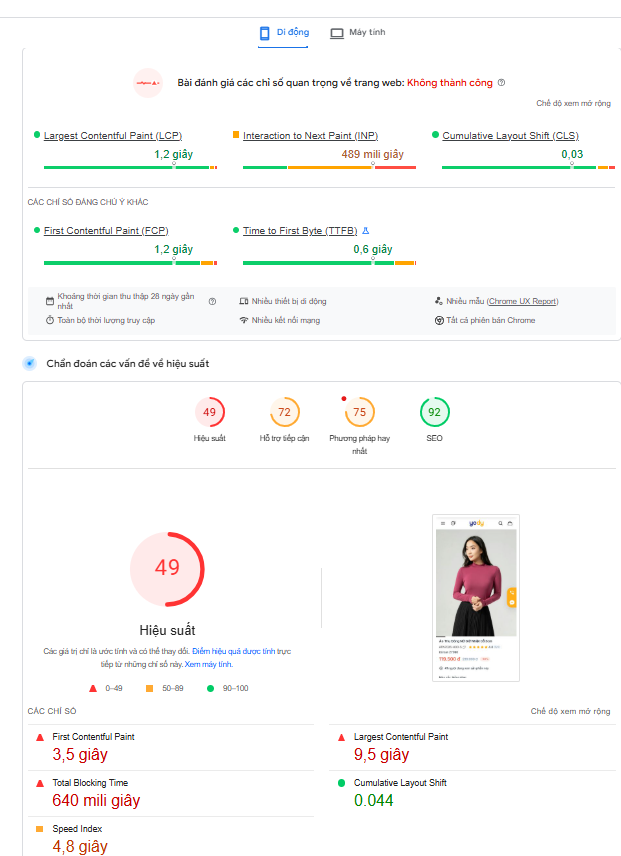 Di động
Máy tính
Bài đánh giá các chỉ số quan trọng về trang web: Không thành công
Chế độ xem mở rộng
Largest Contentful Paint (LCP)
1,2 giây
Interaction to Next Paint (INP)
489 mili giây
Cumulative Layout Shift (CLS)
0,03
CÁC CHỈ SỐ ĐÁNG CHÚ Ý KHÁC
First Contentful Paint (FCP)
1,2 giây
Time to First Byte (TTFB)
0,6 giây
Khoảng thời gian thu thập 28 ngày gần
nhất
Nhiều thiết bị di động
Nhiều mẫu (Chrome UX Report)
Toàn bộ thời lượng truy cập
Nhiều kết nối mạng
Tất cả phiên bản Chrome
Chẩn đoán các vấn đề về hiệu suất
49
72
75
92
Hiệu suất
Hỗ trợ tiếp cận
Phương pháp hay
nhất
SEO
49
Hiệu suất
Các giá trị chỉ là ước tính và có thể thay đổi. Điểm hiệu quả được tính trực
tiếp từ những chỉ số này. Xem máy tính.
0–49
50–89
90–100
yody
119.000 đ
CÁC CHỈ SỐ
Chế độ xem mở rộng
First Contentful Paint
3,5 giây
Largest Contentful Paint
9,5 giây
Total Blocking Time
640 mili giây
Cumulative Layout Shift
0.044
Speed Index
4,8 giây